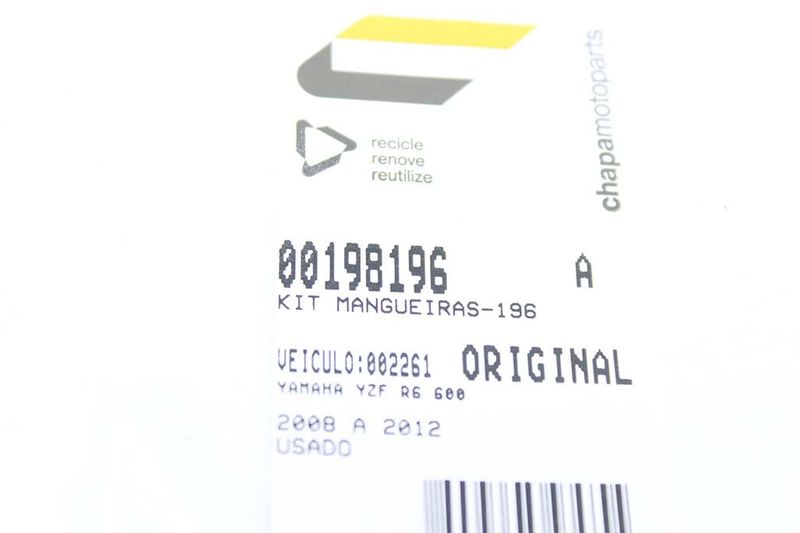 recicle
renove
reutilize
chapamotoparts
00198196 A
KIT MANGUEIRAS-196
VEICULO:002261 ORIGINAL
YAMAHA YZF R6 600
2008 A 2012
USADO